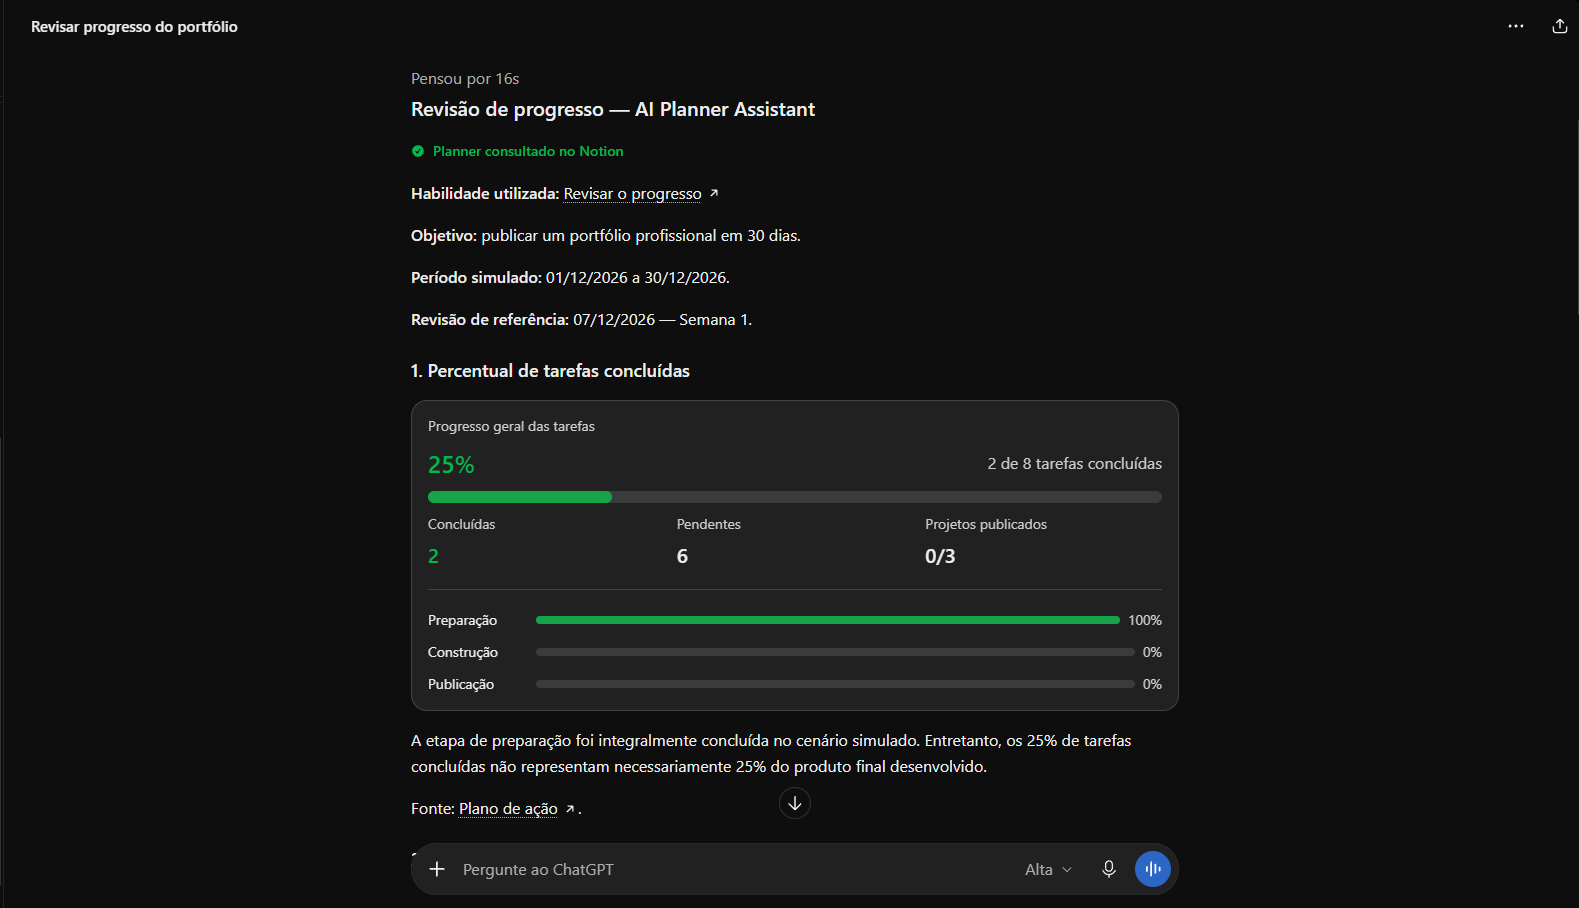 Revisar progresso do portfólio
Pensou por 16s
Revisão de progresso — AI Planner Assistant
Planner consultado no Notion
Habilidade utilizada: Revisar o progresso
Objetivo: publicar um portfólio profissional em 30 dias.
Período simulado: 01/12/2026 a 30/12/2026.
Revisão de referência: 07/12/2026 — Semana 1.
1. Percentual de tarefas concluídas
Progresso geral das tarefas
25% 2 de 8 tarefas concluídas
Concluídas Pendentes Projetos publicados
2 6 0/3
Preparação 100%
Construção 0%
Publicação 0%
A etapa de preparação foi integralmente concluída no cenário simulado. Entretanto, os 25% de tarefas
concluídas não representam necessariamente 25% do produto final desenvolvido.
Fonte: Plano de ação .
Pergunte ao ChatGPT Alta